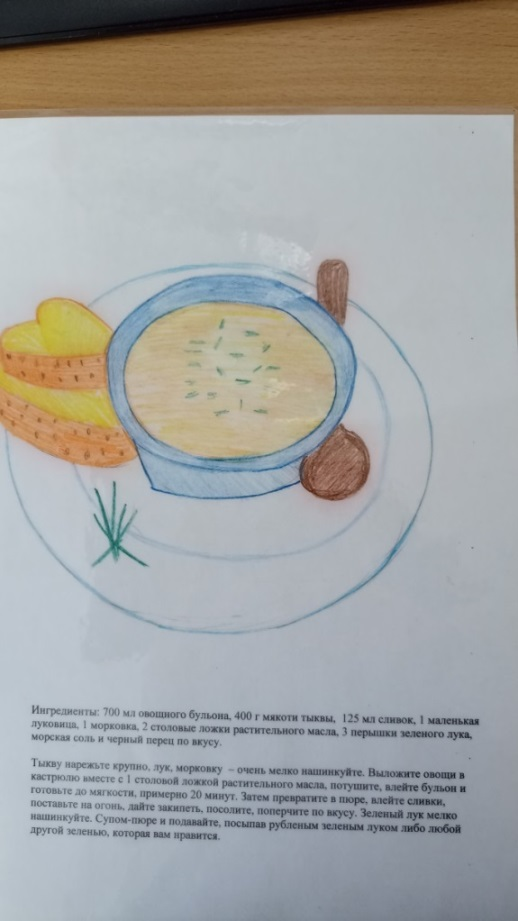 Ингредиенты: 700 мл овощного бульона, 400 г мякоти тыквы, 125 мл сливок, 1 маленькая
луковица, 1 морковка, 2 столовые ложки растительного масла, 3 перышки зеленого лука,
морская соль и черный перец по вкусу.
Тыкву нарежьте крупно, лук, морковку – очень мелко нашинкуйте. Выложите овощи в
кастрюлю вместе с 1 столовой ложкой растительного масла, потушите, влейте бульон и
готовьте до мягкости, примерно 20 минут. Затем превратите в пюре, влейте сливки,
поставьте на огонь, дайте закипеть, посолите, поперчите по вкусу. Зеленый лук мелко
нашинкуйте. Супом-пюре и подавайте, посыпав рубленым зеленым луком либо любой
другой зеленью, которая вам нравится.